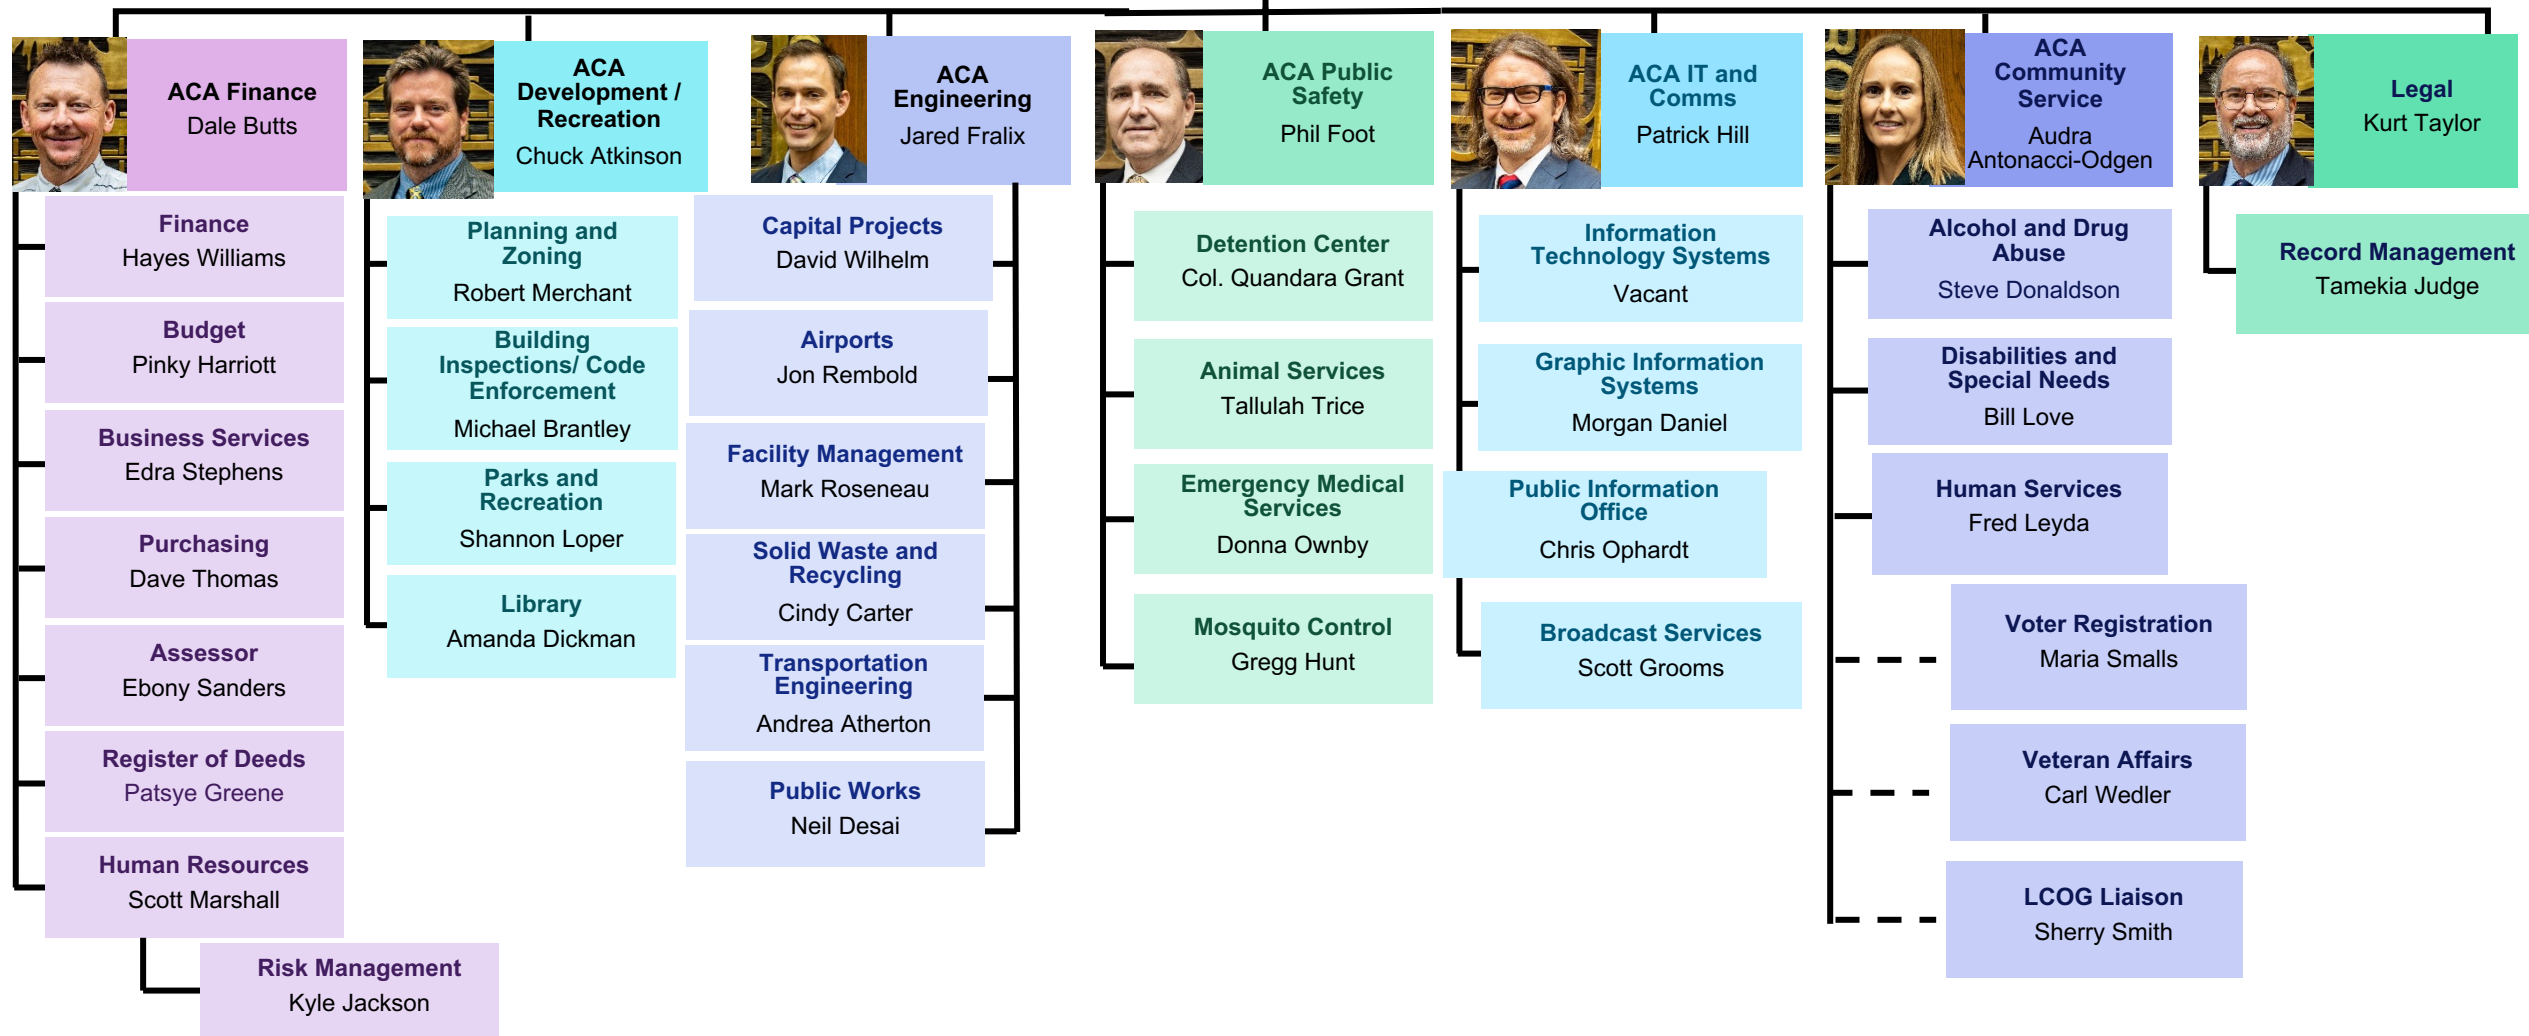 ACA Finance
Dale Butts
ACA
Development /
Recreation
Chuck Atkinson
ACA
Engineering
Jared Fralix
ACA Public
Safety
Phil Foot
ACA IT and
Comms
Patrick Hill
ACA
Community
Service
Audra
Antonacci-Odgen
Legal
Kurt Taylor
Finance
Hayes Williams
Budget
Pinky Harriott
Business Services
Edra Stephens
Purchasing
Dave Thomas
Assessor
Ebony Sanders
Register of Deeds
Patsye Greene
Human Resources
Scott Marshall
Risk Management
Kyle Jackson
Planning and
Zoning
Robert Merchant
Building
Inspections/ Code
Enforcement
Michael Brantley
Parks and
Recreation
Shannon Loper
Library
Amanda Dickman
Capital Projects
David Wilhelm
Airports
Jon Rembold
Facility Management
Mark Roseneau
Solid Waste and
Recycling
Cindy Carter
Transportation
Engineering
Andrea Atherton
Public Works
Neil Desai
Detention Center
Col. Quandara Grant
Animal Services
Tallulah Trice
Emergency Medical
Services
Donna Ownby
Mosquito Control
Gregg Hunt
Information
Technology Systems
Vacant
Graphic Information
Systems
Morgan Daniel
Public Information
Office
Chris Ophardt
Broadcast Services
Scott Grooms
Alcohol and Drug
Abuse
Steve Donaldson
Disabilities and
Special Needs
Bill Love
Human Services
Fred Leyda
Voter Registration
Maria Smalls
Veteran Affairs
Carl Wedler
LCOG Liaison
Sherry Smith
Record Management
Tamekia Judge